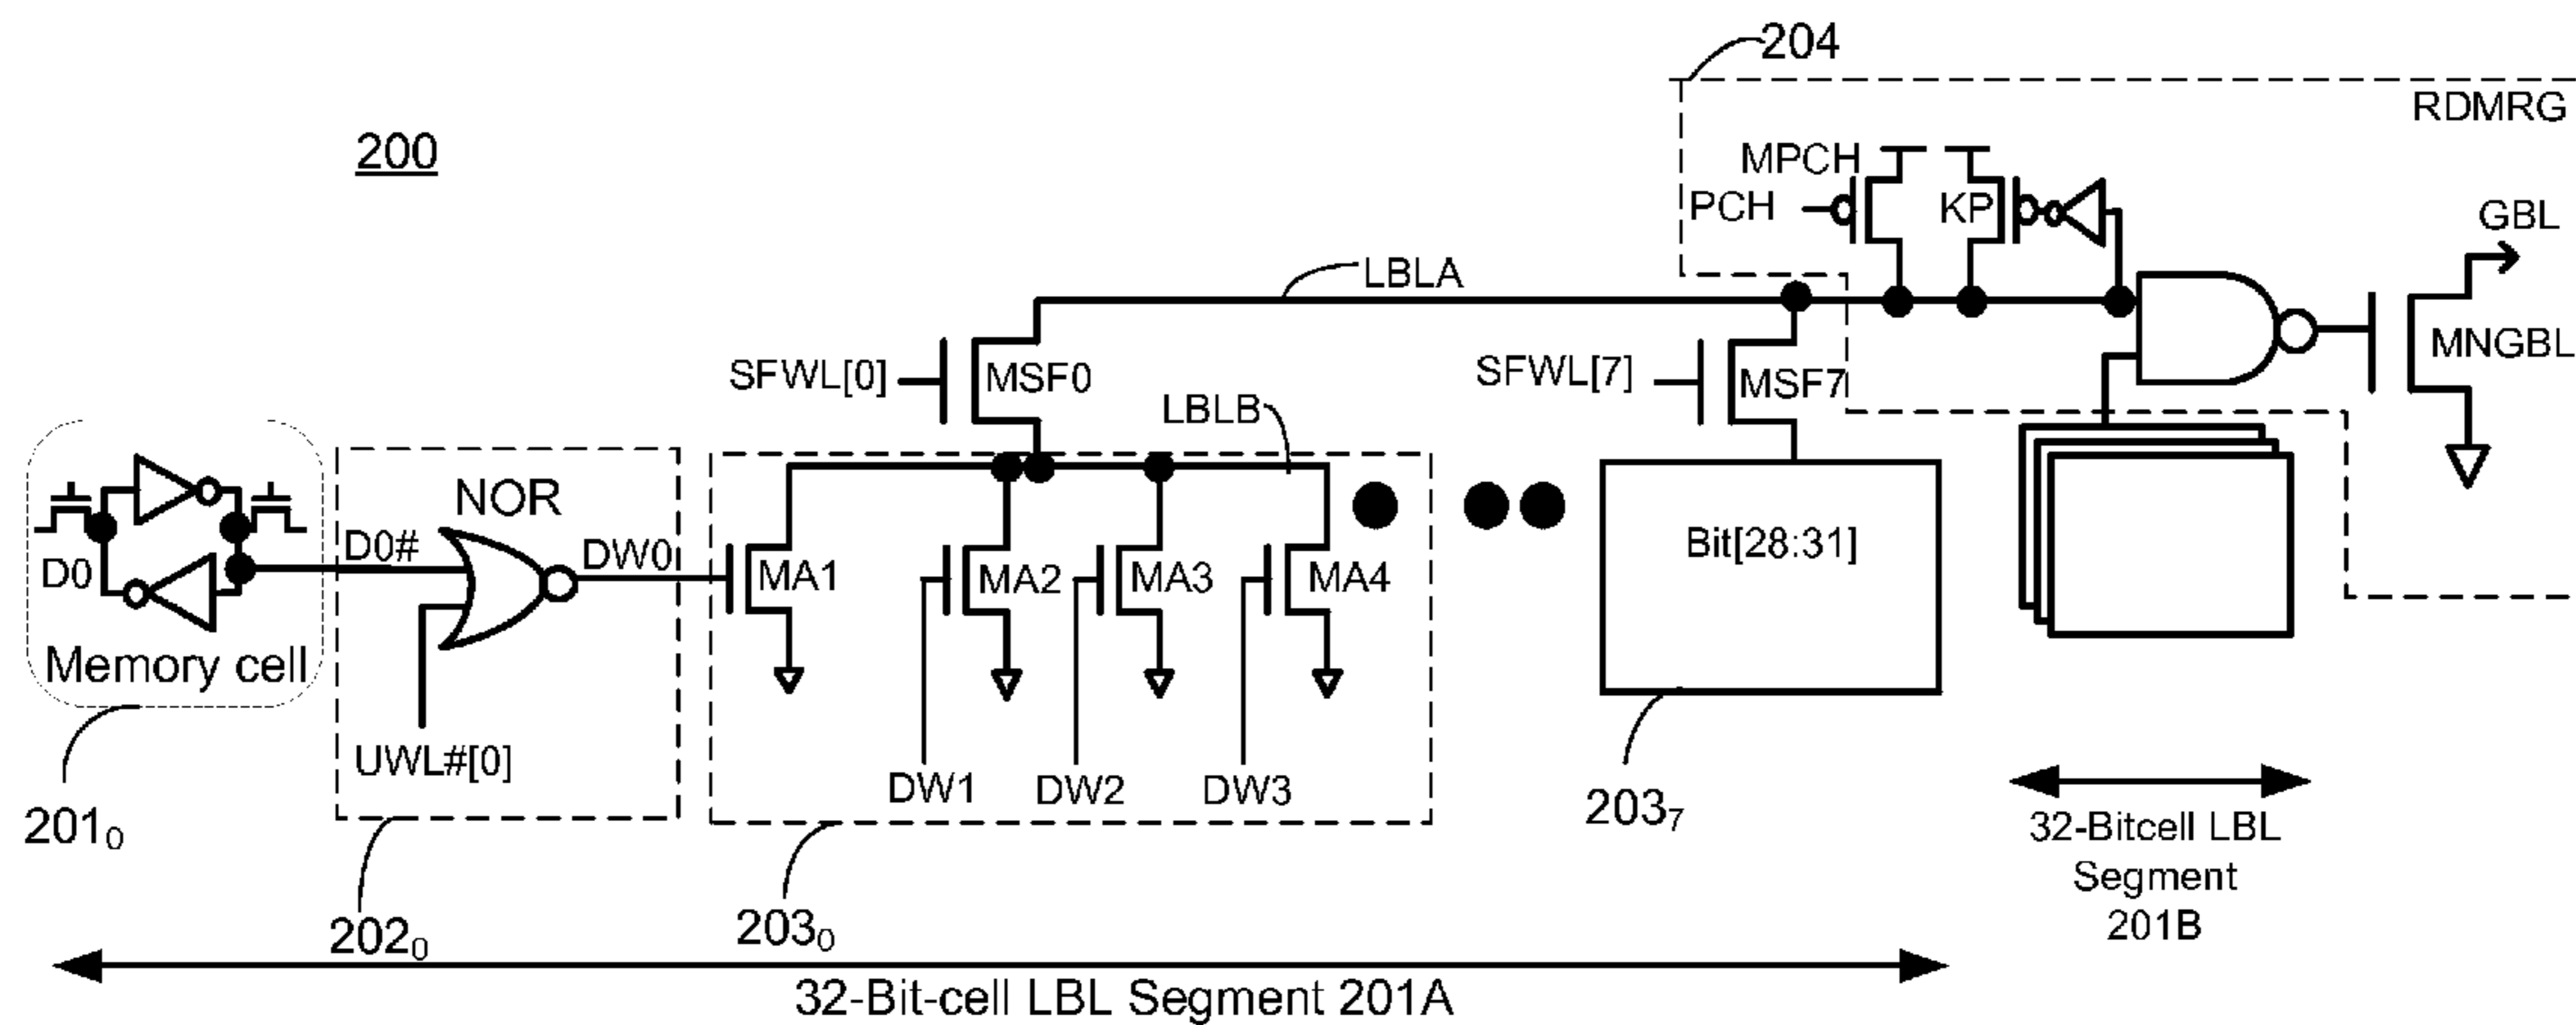 204
RDMRG
200
MPCH
PCH
KP
GBL
LBLA
MNGBL
SFWL[0]
MSF0
SFWL[7]
MSF7
LBLB
NOR
D0
D0#
DW0
MA1
MA2
MA3
MA4
Bit[28:31]
Memory cell
UWL#[0]
DW1
DW2
DW3
201₀
202₀
203₀
203₇
32-Bitcell LBL
Segment
201B
32-Bit-cell LBL Segment 201A